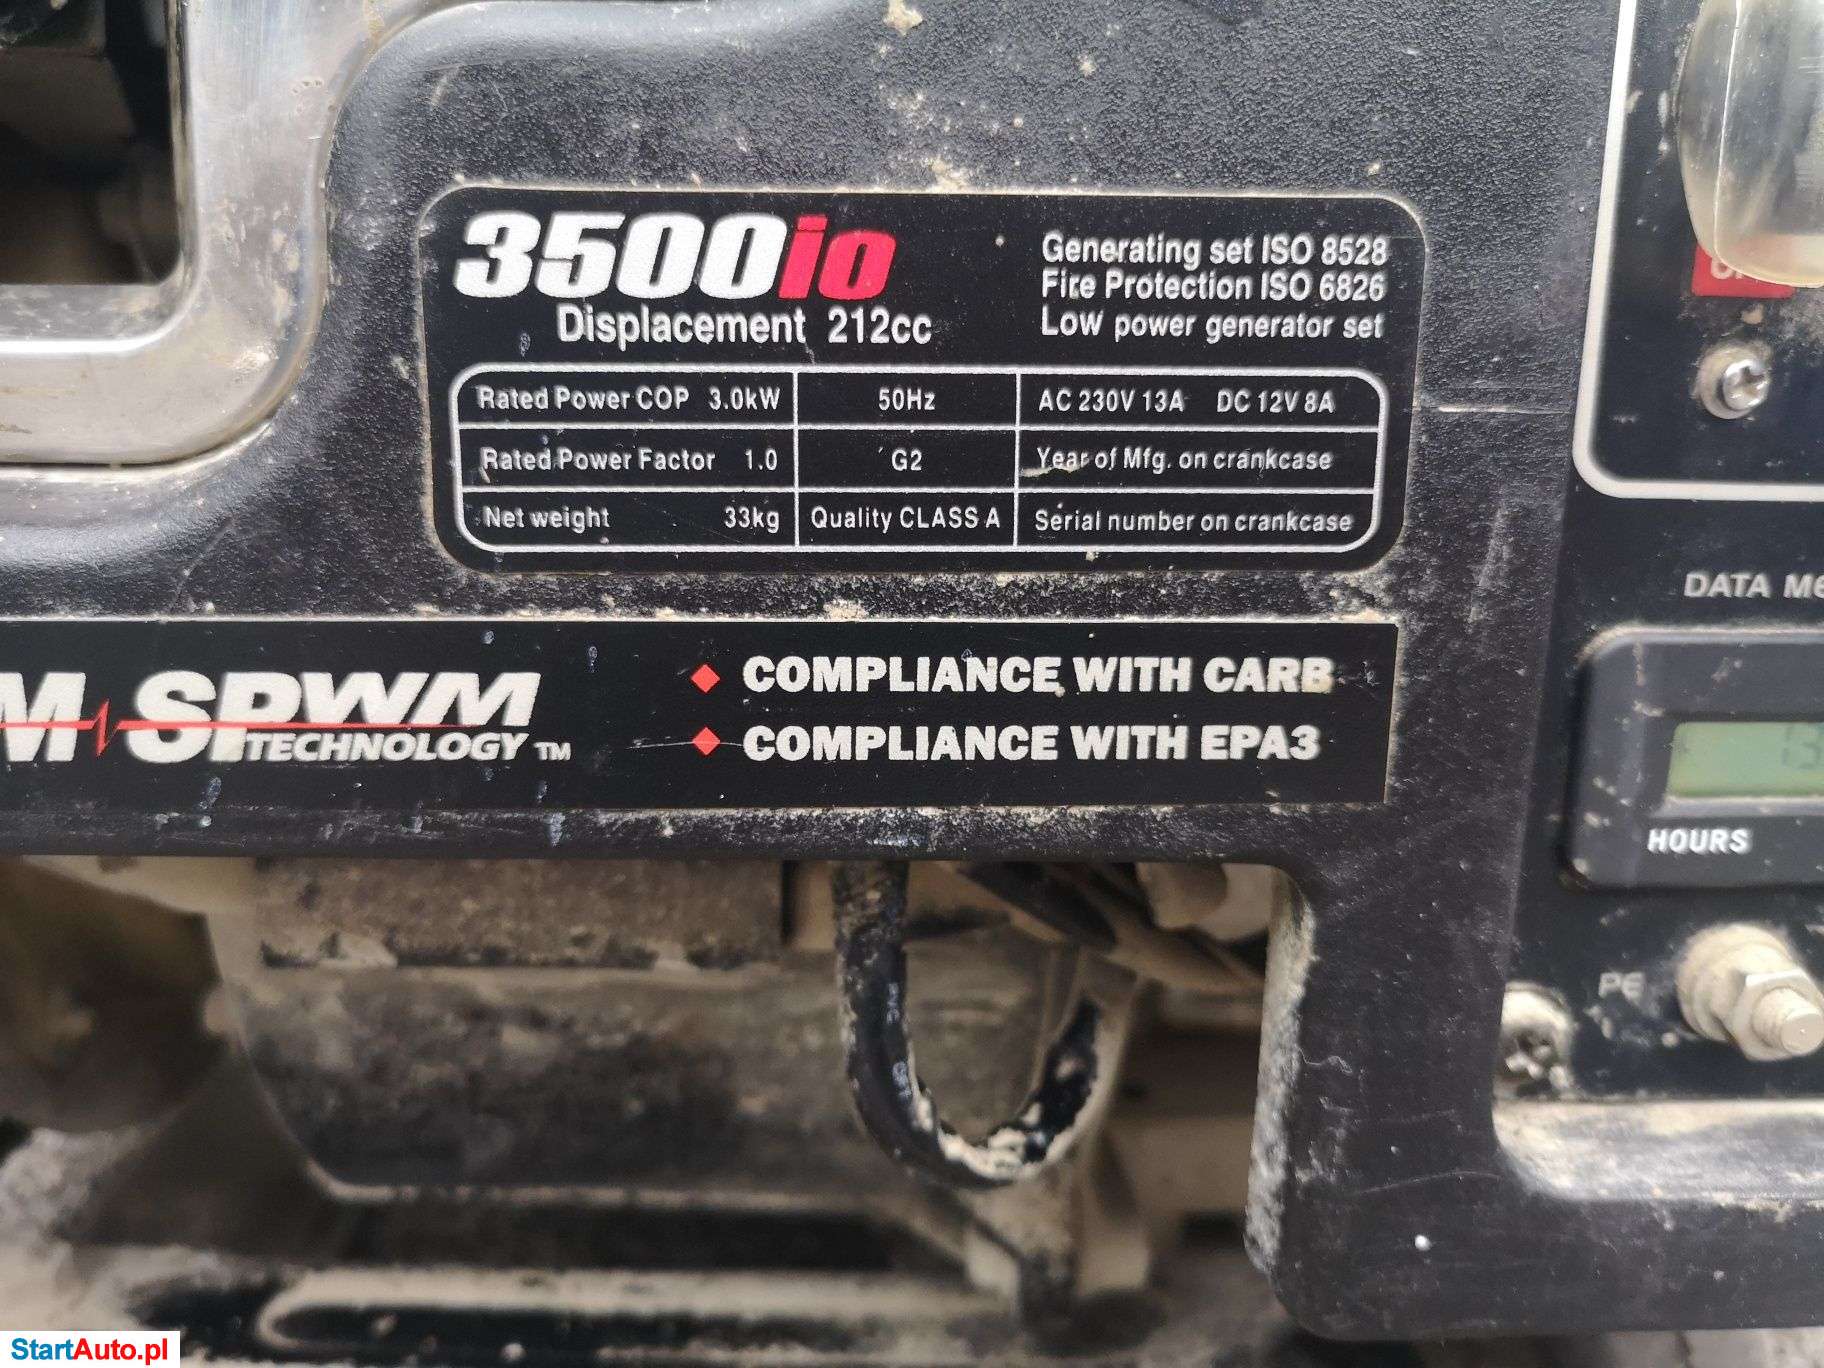 3500io
Displacement 212cc
Generating set ISO 8528
Fire Protection ISO 6826
Low power generator set
Rated Power COP 3.0kW 50Hz AC 230V 13A DC 12V 8A
Rated Power Factor 1.0 G2 Year of Mfg. on crankcase
Net weight 33kg Quality CLASS A Serial number on crankcase
SPWM
TECHNOLOGY TM
COMPLIANCE WITH CARB
COMPLIANCE WITH EPA3
DATA
HOURS
PE
StartAuto.pl